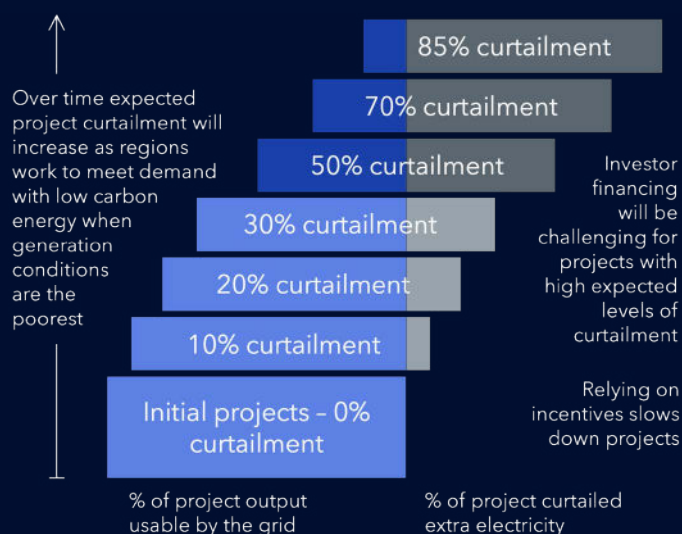 85% curtailment
Over time expected
project curtailment will
increase as regions
work to meet demand
with low carbon
energy when
generation
conditions
are the
poorest
70% curtailment
50% curtailment
Investor
financing
will be
challenging for
projects with
high expected
levels of
curtailment
30% curtailment
20% curtailment
10% curtailment
Relying on
incentives slows
down projects
Initial projects – 0%
curtailment
% of project output
usable by the grid
% of project curtailed
extra electricity